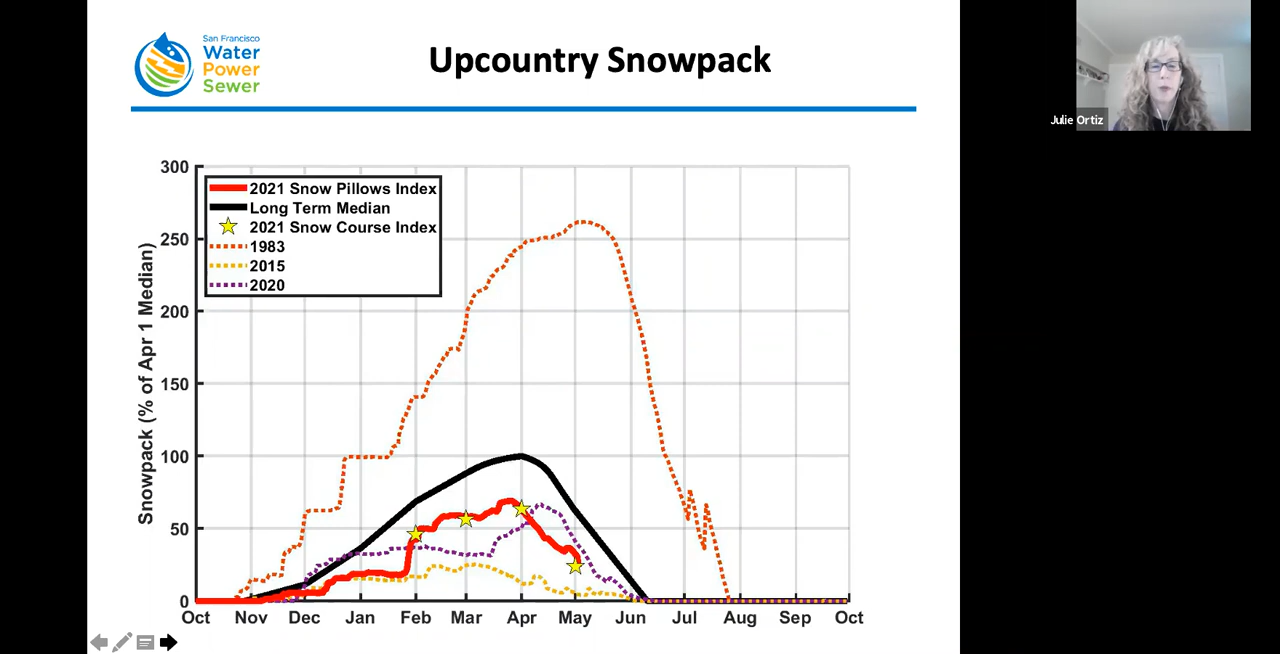 San Francisco
Water
Power
Sewer
Upcountry Snowpack
Julie Ortiz
Snowpack (% of Apr 1 Median)
300
250
200
150
100
50
0
2021 Snow Pillows Index
Long Term Median
2021 Snow Course Index
1983
2015
2020
Oct Nov Dec Jan Feb Mar Apr May Jun Jul Aug Sep Oct